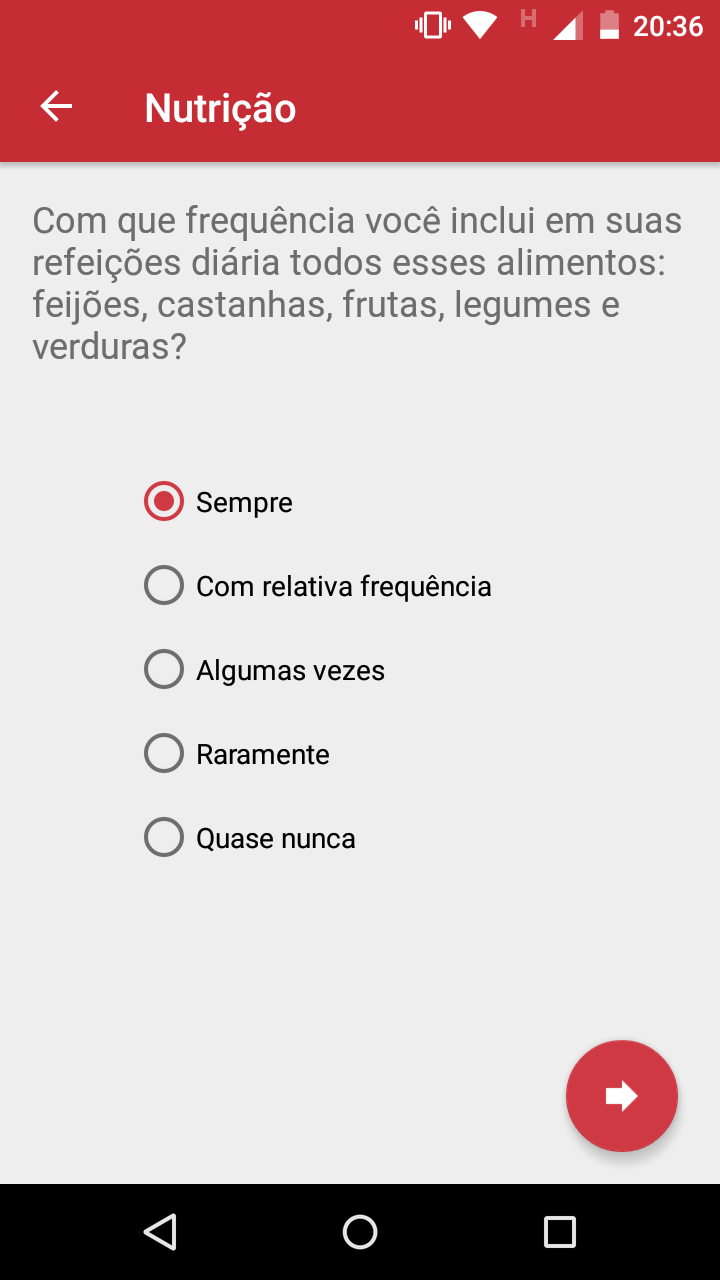 H
20:36
Nutrição
Com que frequência você inclui em suas
refeições diária todos esses alimentos:
feijões, castanhas, frutas, legumes e
verduras?
Sempre
Com relativa frequência
Algumas vezes
Raramente
Quase nunca